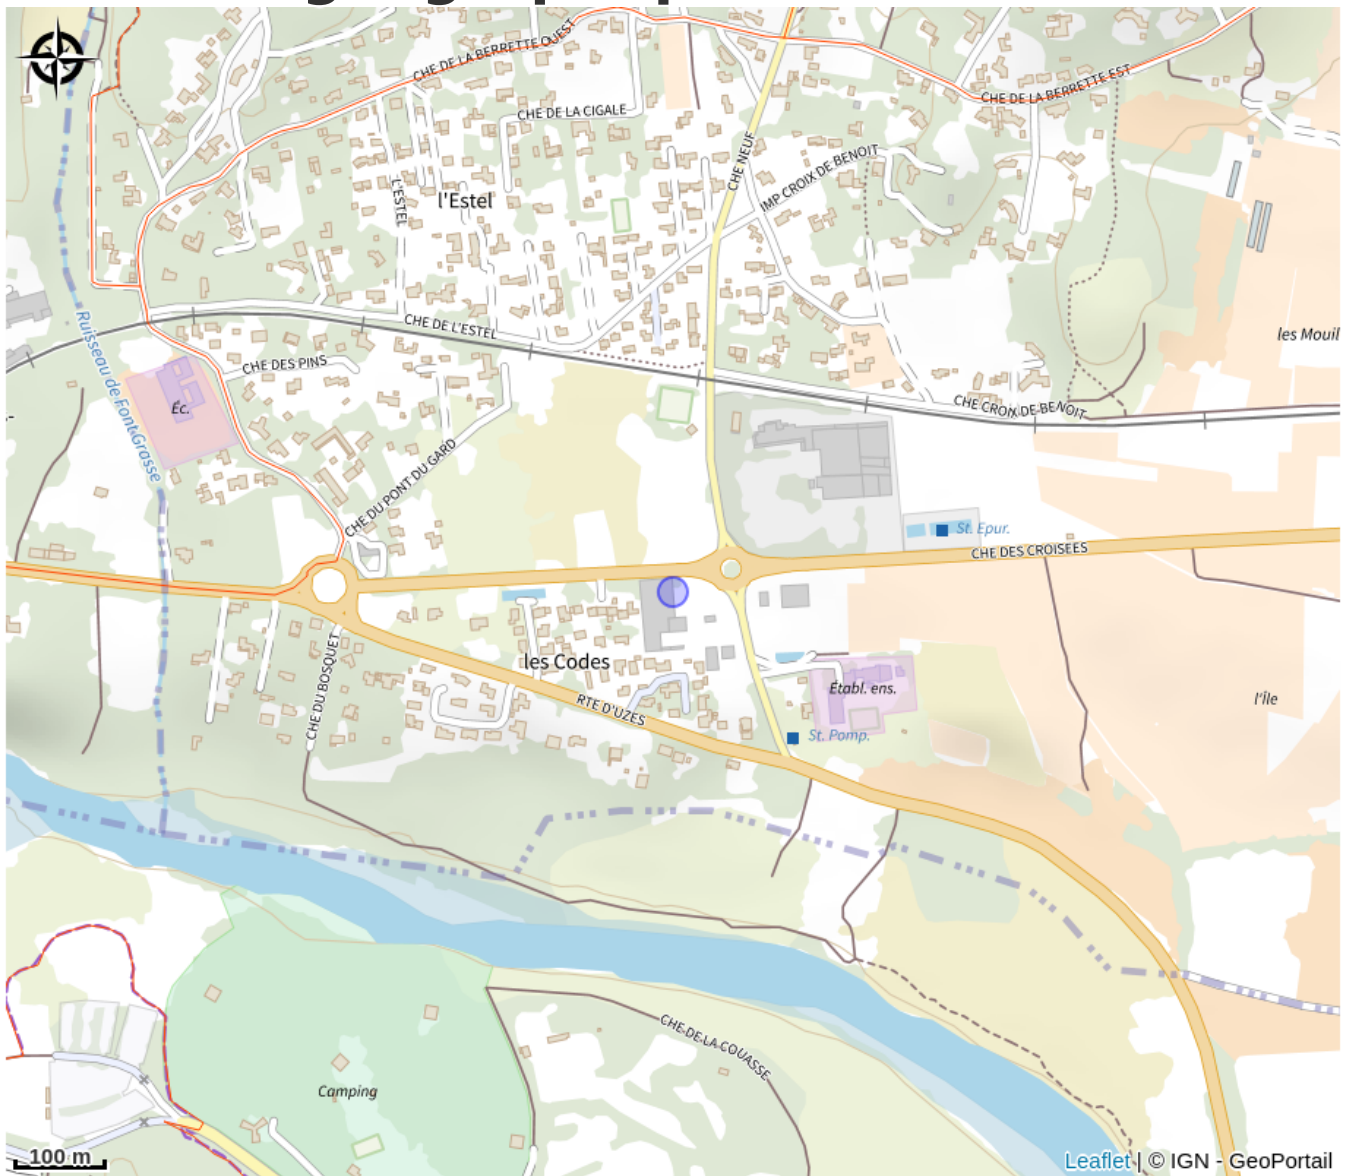 CHE DE LA BERRETTE OUEST
CHE DE LA BERRETTE EST
CHE DE LA CIGALE
CHE NEUF
IMP CROIX DE BENOIT
l'Estel
L'ESTEL
Ruisseau de Font Grasse
CHE DE L'ESTEL
les Mouil
CHE DES PINS
Éc.
CHE CROIX DE BENOIT
CHE DU PONT DU GARD
St. Epur.
CHE DES CROISEES
les Codes
CHE DU BOSQUET
Etabl. ens.
RTE D'UZES
l'Île
St. Pomp.
CHE DE LA COUASSE
Camping
100 m
Leaflet | © IGN - GeoPortail